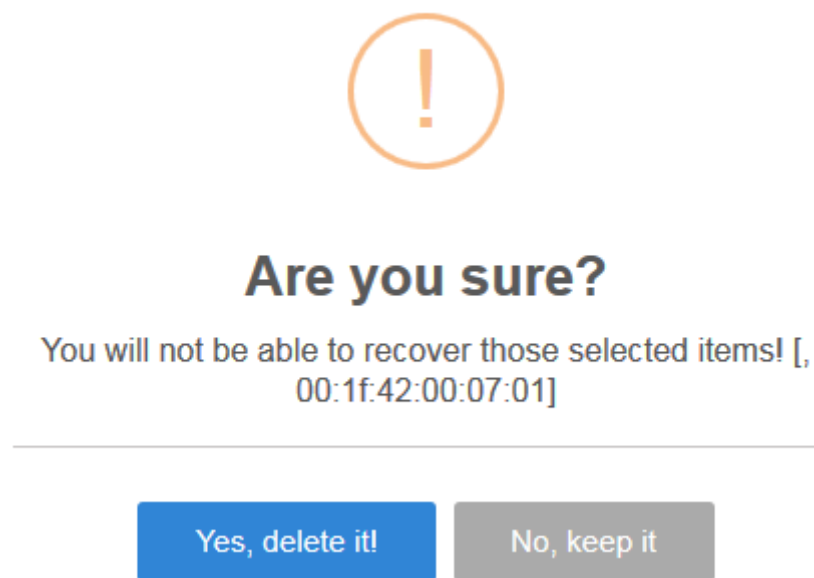 !
Are you sure?
You will not be able to recover those selected items! [,
00:1f:42:00:07:01]
Yes, delete it!
No, keep it